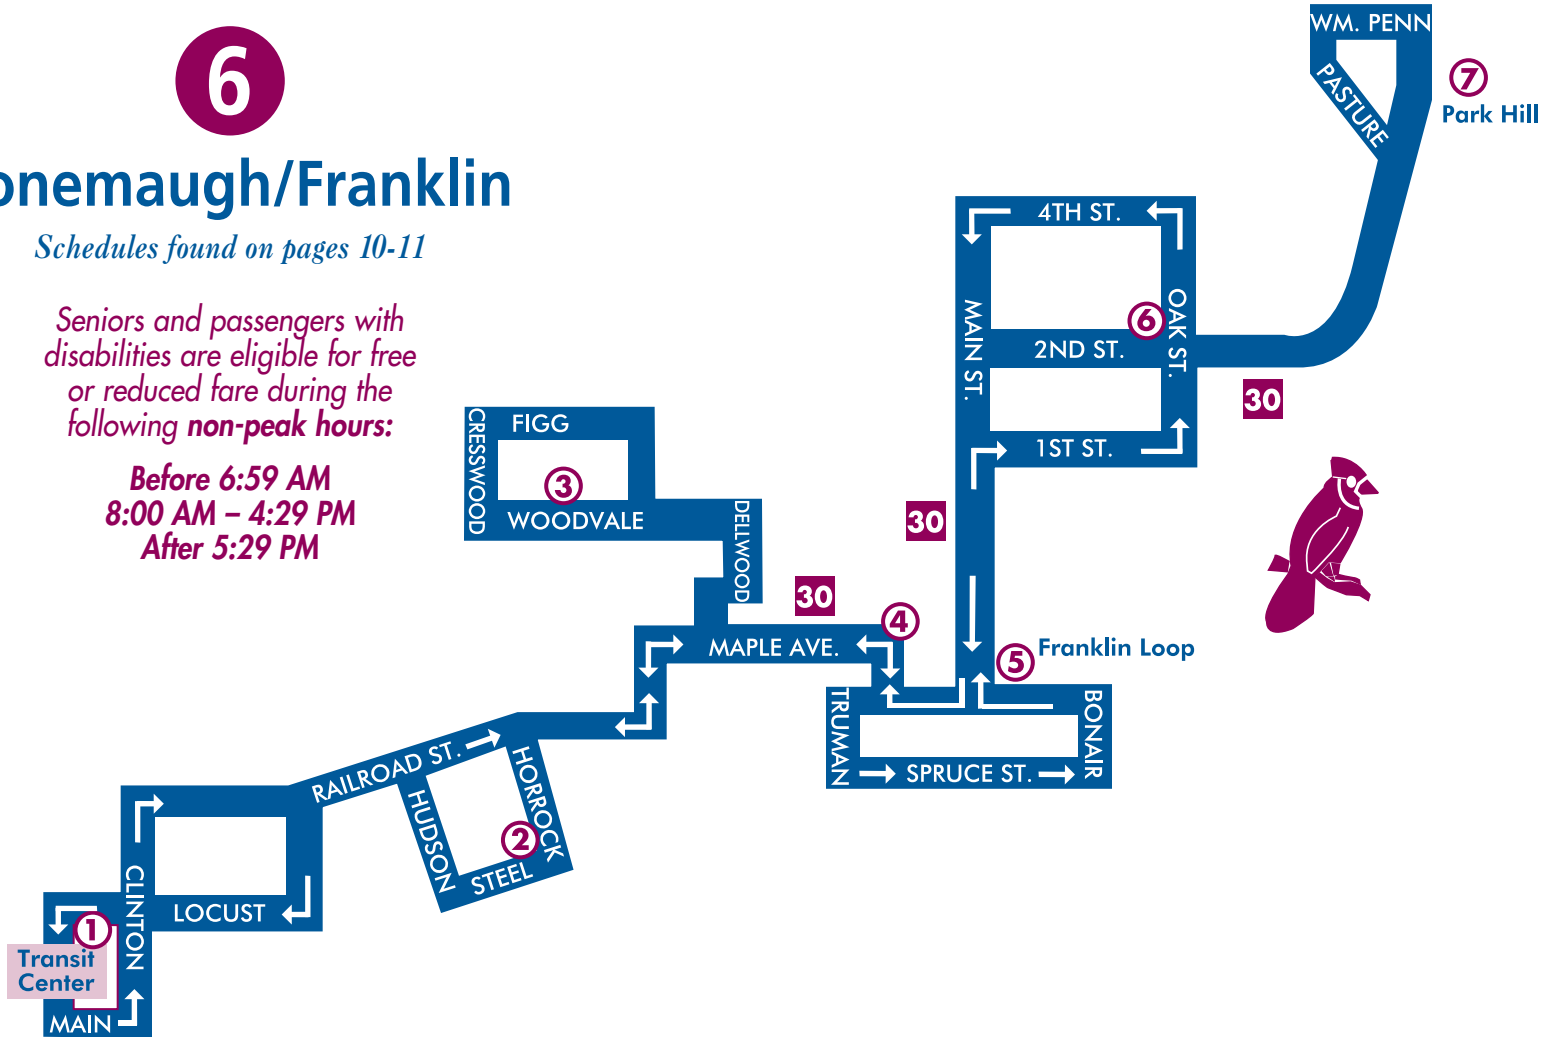 6
onemaugh/Franklin
Schedules found on pages 10-11
Seniors and passengers with
disabilities are eligible for free
or reduced fare during the
following non-peak hours:
Before 6:59 AM
8:00 AM – 4:29 PM
After 5:29 PM
WM. PENN
PASTURE
7
Park Hill
4TH ST.
MAIN ST.
6
OAK ST.
2ND ST.
30
1ST ST.
CRESSWOOD
FIGG
3
WOODVALE
DELLWOOD
30
30
4
MAPLE AVE.
5
Franklin Loop
TRUMAN
SPRUCE ST.
BONAIR
RAILROAD ST.
HORROCK
HUDSON
2
STEEL
CLINTON
LOCUST
1
Transit
Center
MAIN